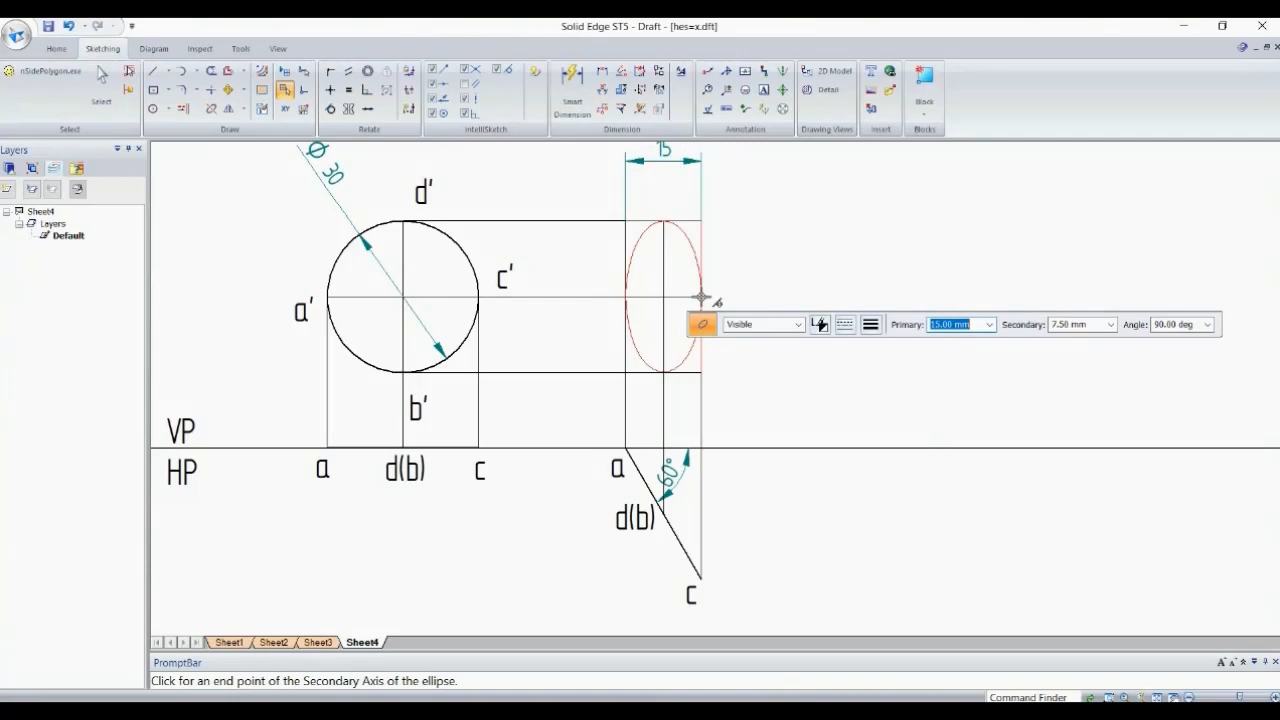 Solid Edge ST5 - Draft - [hes=x.dft]
Home Sketching Diagram Inspect Tools View
nSidePolygon.exe
Select
Smart
Dimension
2D Model
Detail
Block
Select Draw Relate IntelliSketch Dimension Annotation Drawing Views Insert Blocks
Layers
Sheet4
Layers
Default
Ø 30
15
d'
c'
a'
b'
Visible Primary: 15.00 mm Secondary: 7.50 mm Angle: 90.00 deg
VP
HP
a d(b) c a
60°
d(b)
c
Sheet1 Sheet2 Sheet3 Sheet4
PromptBar
Click for an end point of the Secondary Axis of the ellipse.
Command Finder